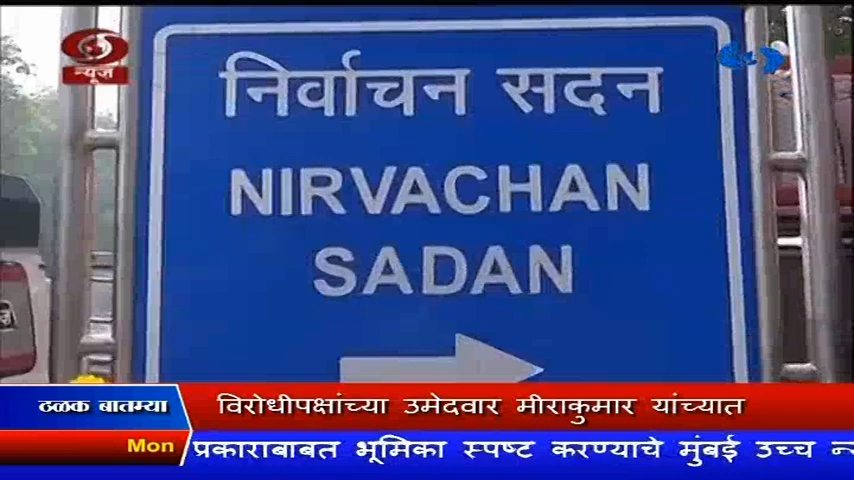 न्यूज़
निर्वाचन सदन
NIRVACHAN
SADAN
ठळक बातम्या
विरोधीपक्षांच्या उमेदवार मीराकुमार यांच्यात
Mon
प्रकाराबाबत भूमिका स्पष्ट करण्याचे मुंबई उच्च